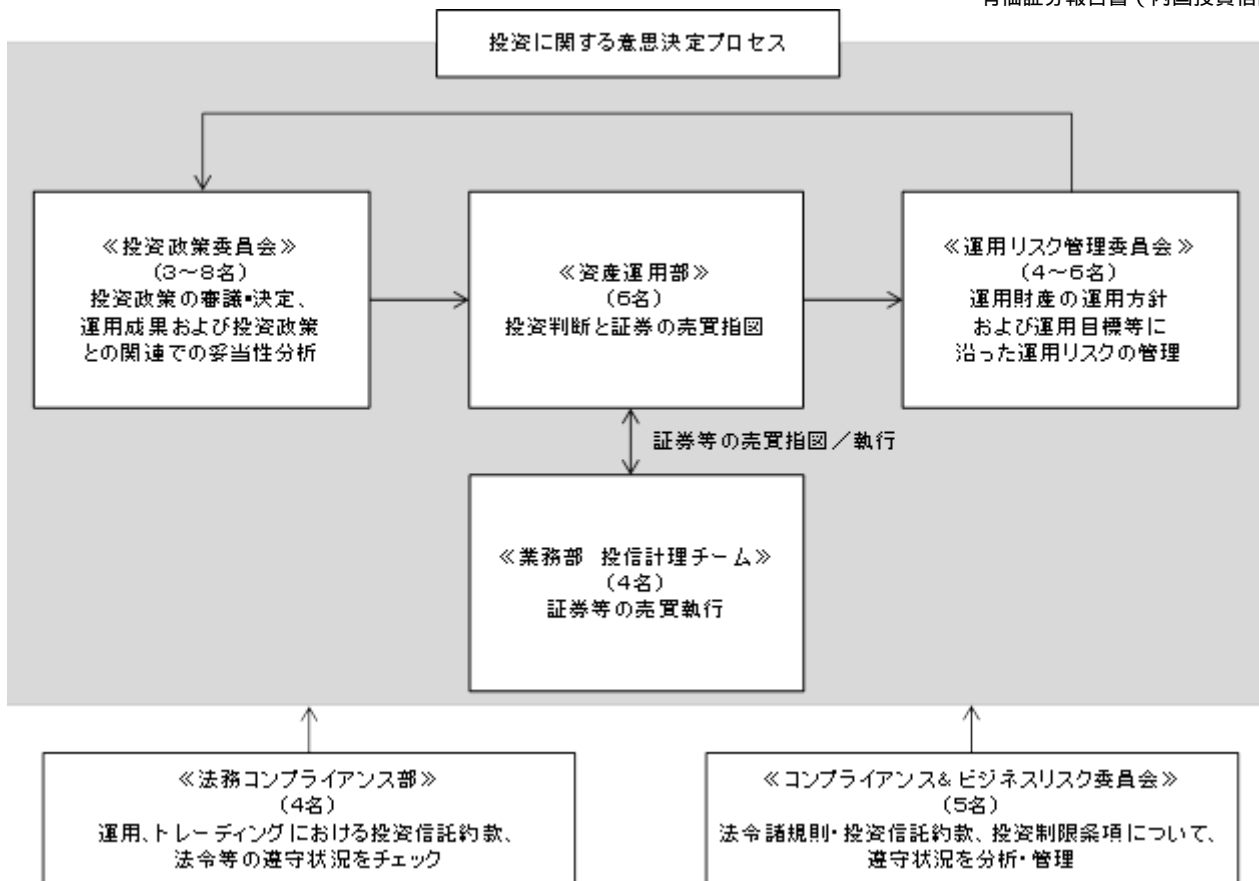 有価証券報告書（内国投資信
投資に関する意思決定プロセス
≪投資政策委員会≫
(3～8名)
投資政策の審議・決定、
運用成果および投資政策
との関連での妥当性分析
≪資産運用部≫
(6名)
投資判断と証券の売買指図
≪運用リスク管理委員会≫
(4～6名)
運用財産の運用方針
および運用目標等に
沿った運用リスクの管理
証券等の売買指図／執行
≪業務部　投信計理チーム≫
(4名)
証券等の売買執行
≪法務コンプライアンス部≫
(4名)
運用、トレーディングにおける投資信託約款、
法令等の遵守状況をチェック
≪コンプライアンス&ビジネスリスク委員会≫
(5名)
法令諸規則・投資信託約款、投資制限条項について、
遵守状況を分析・管理